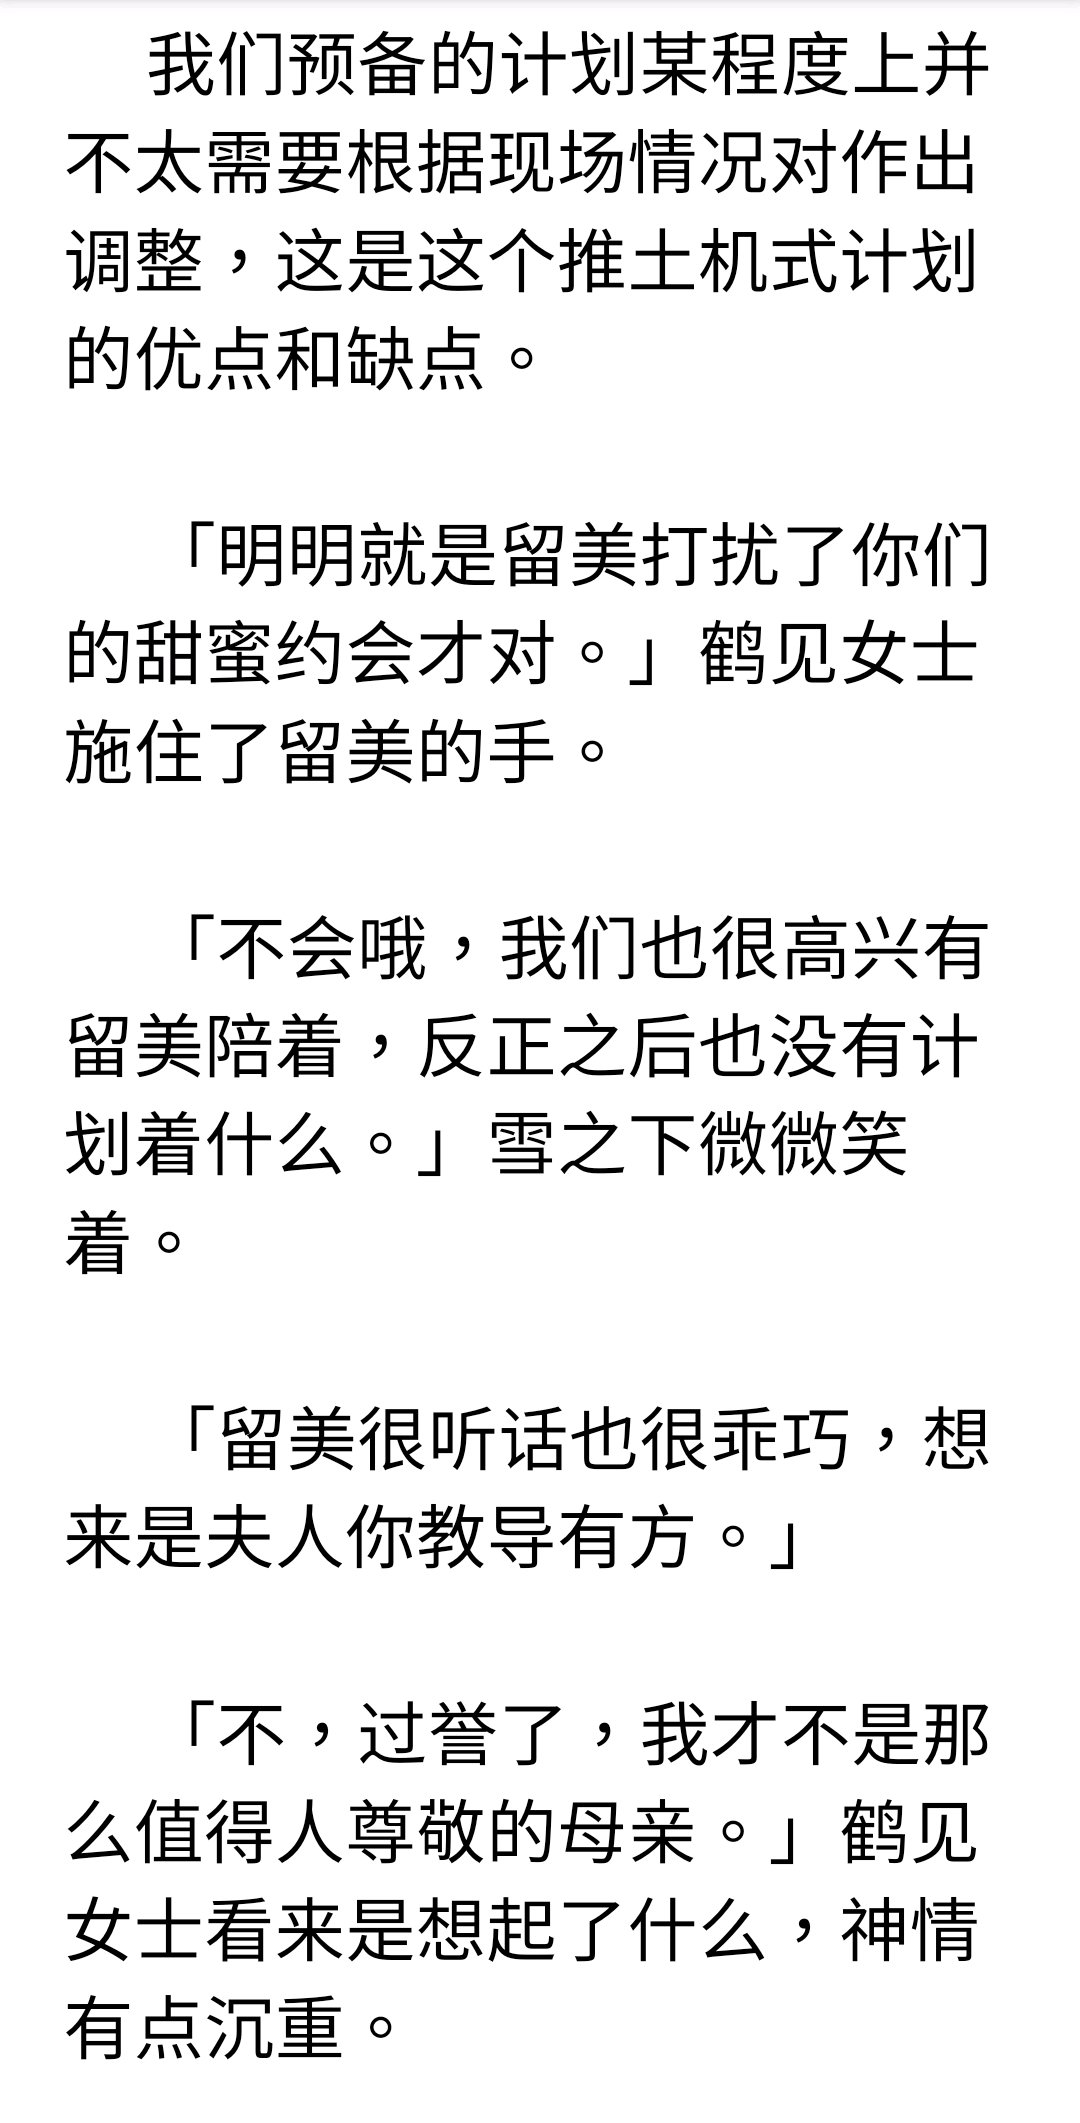 我们预备的计划某程度上并
不太需要根据现场情况对作出
调整，这是这个推土机式计划
的优点和缺点。
「明明就是留美打扰了你们
的甜蜜约会才对。」鹤见女士
施住了留美的手。
「不会哦，我们也很高兴有
留美陪着，反正之后也没有计
划着什么。」雪之下微微笑
着。
「留美很听话也很乖巧，想
来是夫人你教导有方。」
「不，过誉了，我才不是那
么值得人尊敬的母亲。」鹤见
女士看来是想起了什么，神情
有点沉重。